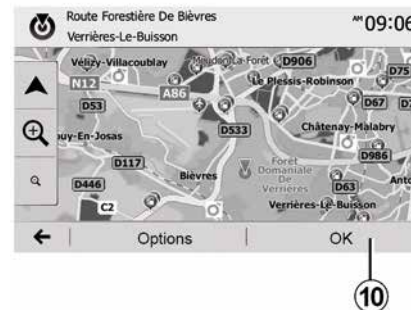 Route Forestière De Bièvres
Verrières-Le-Buisson
AM 09:06
Vélizy-Villacoublay
Meudon-La-Forêt
D906
N12
A86
Le Plessis-Robinson
D75
D53
D67
D533
Châtenay-Malabry
ouy-En-Josas
D117
D986
Bièvres
Forêt
Domaniale
De
Verrières
Anto
D446
D63
C2
Verrières-Le-Buisson
Options
OK
10